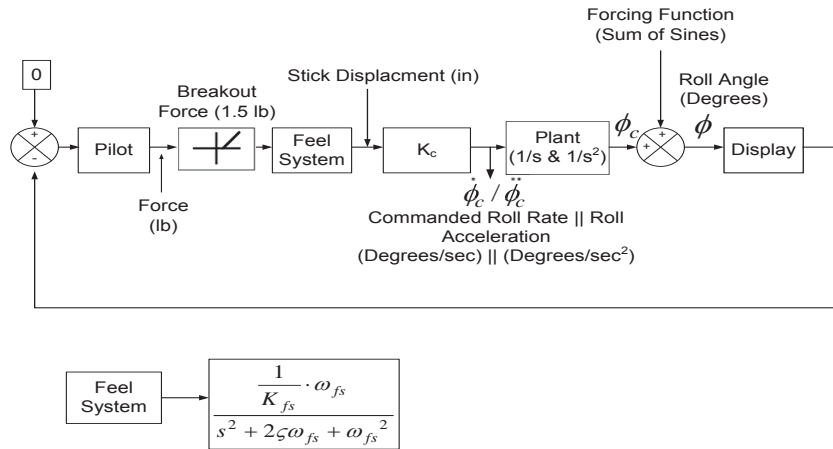 Forcing Function
(Sum of Sines)
0
Breakout
Force (1.5 lb)
Stick Displacment (in)
Roll Angle
(Degrees)
+
-
Pilot
Feel
System
K_c
Plant
(1/s & 1/s²)
ϕ_c
+
+
ϕ
Display
Force
(lb)
ϕ̇_c / ϕ̈_c
Commanded Roll Rate || Roll
Acceleration
(Degrees/sec) || (Degrees/sec²)
Feel
System
1
K_fs
· ω_fs
s² + 2ςω_fs + ω_fs²